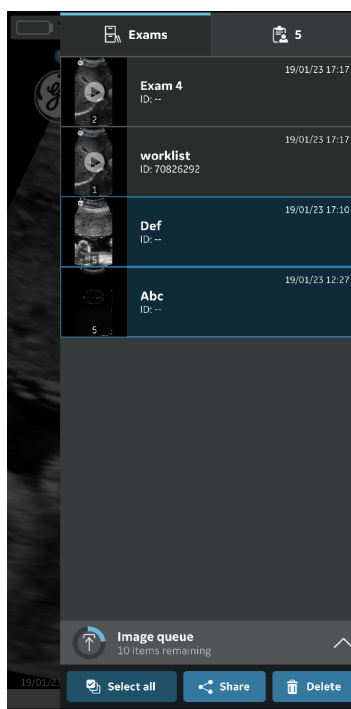 Exams
5
19/01/23 17:17
Exam 4
ID: --
2
19/01/23 17:17
worklist
ID: 70826292
1
19/01/23 17:10
Def
ID: --
5
19/01/23 12:27
Abc
ID: --
5
Image queue
10 Items remaining
19/01/23
Select all
Share
Delete